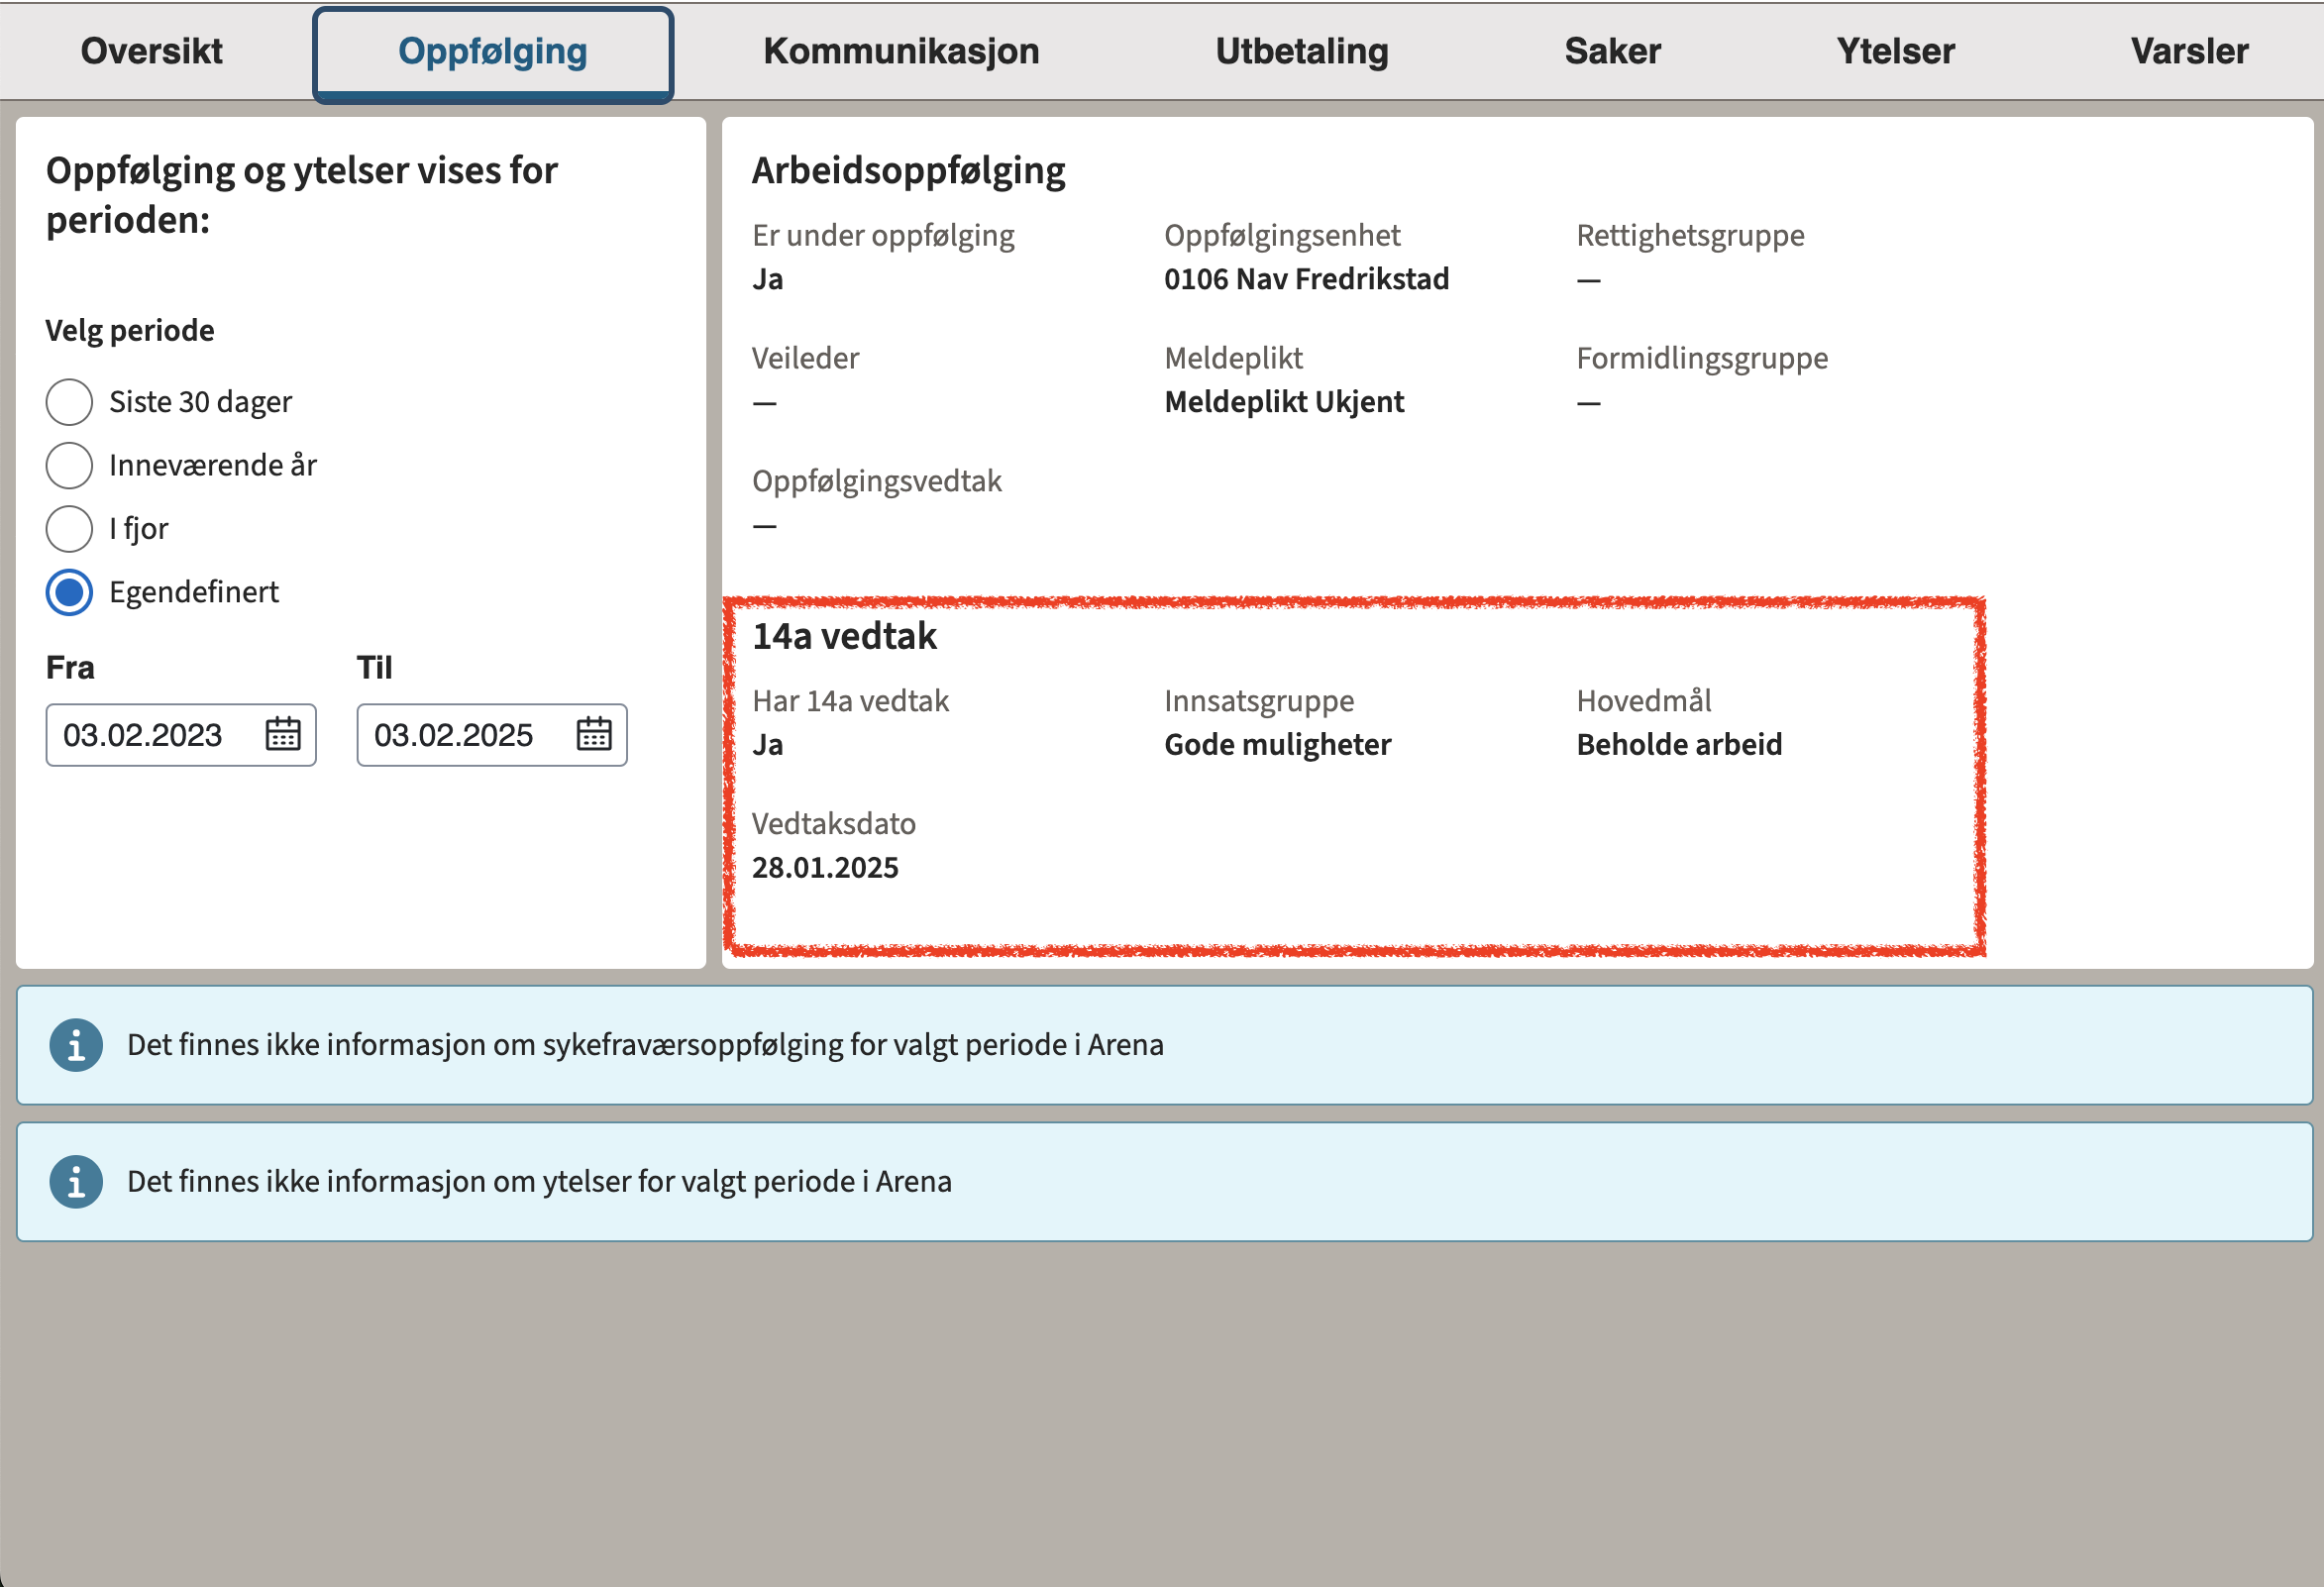 Oversikt Oppfølging Kommunikasjon Utbetaling Saker Ytelser Varsler
Oppfølging og ytelser vises for
perioden:
Velg periode
Siste 30 dager
Inneværende år
I fjor
Egendefinert
Fra Til
03.02.2023 03.02.2025
Arbeidsoppfølging
Er under oppfølging Oppfølgingsenhet Rettighetsgruppe
Ja 0106 Nav Fredrikstad —
Veileder Meldeplikt Formidlingsgruppe
— Meldeplikt Ukjent —
Oppfølgingsvedtak
—
14a vedtak
Har 14a vedtak Innsatsgruppe Hovedmål
Ja Gode muligheter Beholde arbeid
Vedtaksdato
28.01.2025
Det finnes ikke informasjon om sykefraværsoppfølging for valgt periode i Arena
Det finnes ikke informasjon om ytelser for valgt periode i Arena